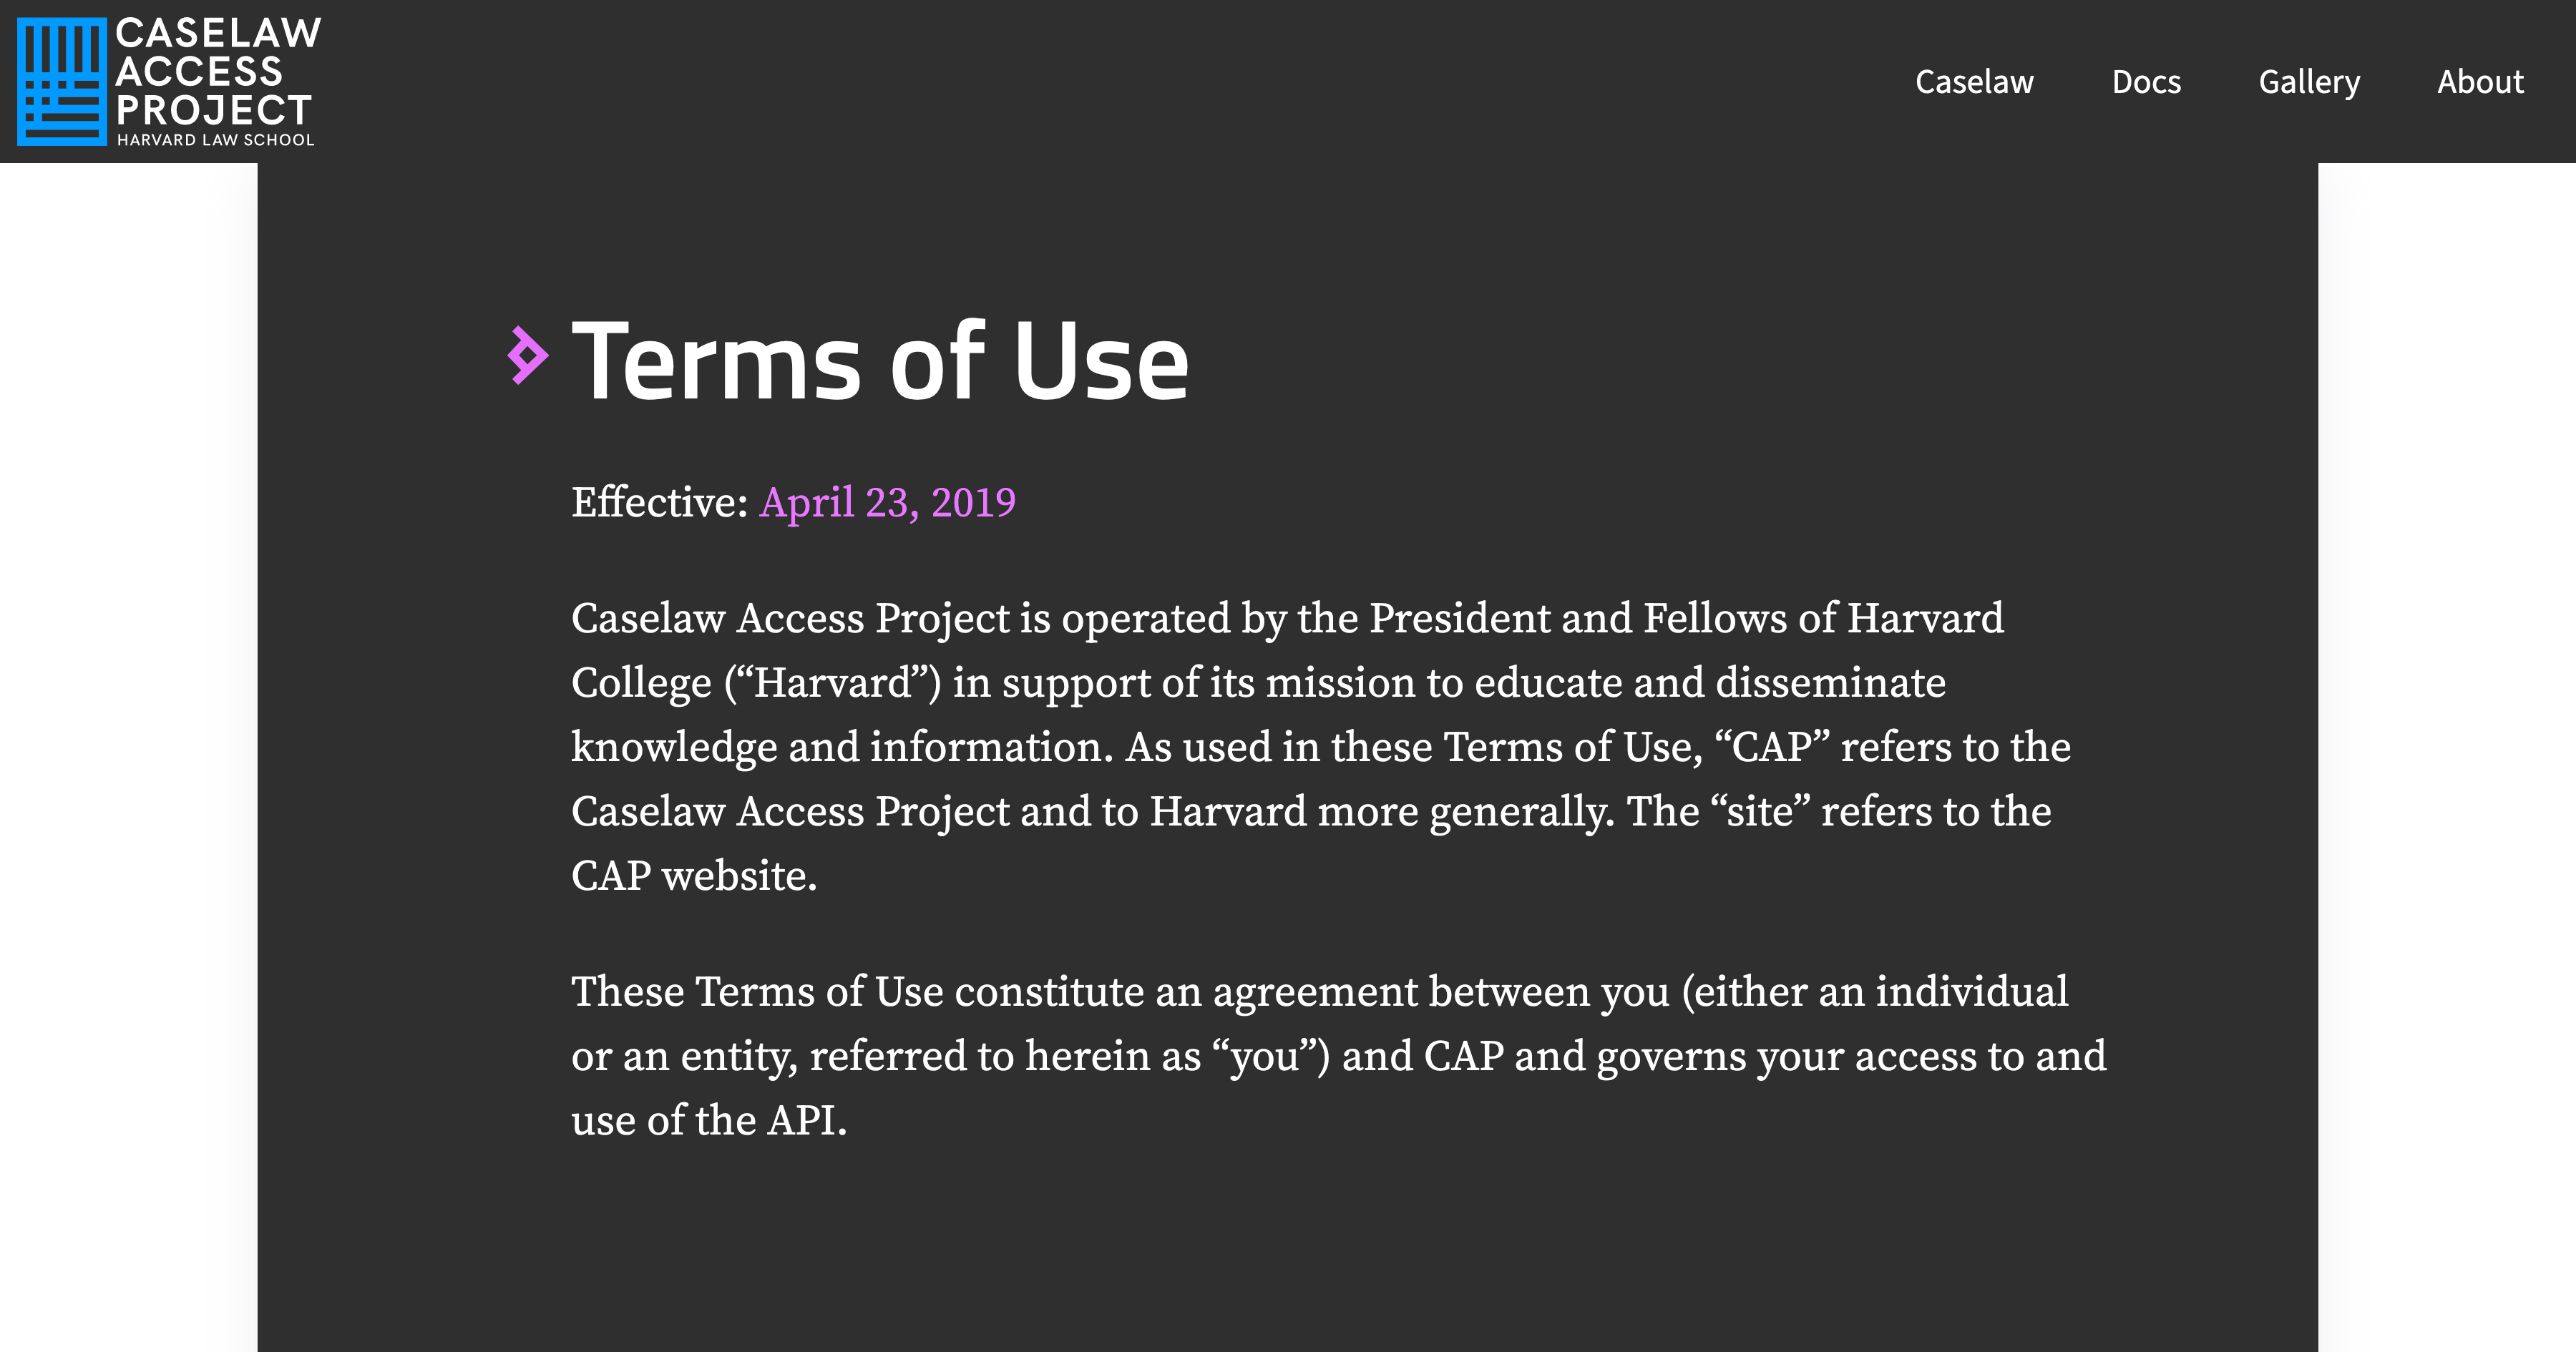 CASELAW
ACCESS
PROJECT
HARVARD LAW SCHOOL
Caselaw Docs Gallery About
Terms of Use
Effective: April 23, 2019
Caselaw Access Project is operated by the President and Fellows of Harvard
College (“Harvard”) in support of its mission to educate and disseminate
knowledge and information. As used in these Terms of Use, “CAP” refers to the
Caselaw Access Project and to Harvard more generally. The “site” refers to the
CAP website.
These Terms of Use constitute an agreement between you (either an individual
or an entity, referred to herein as “you”) and CAP and governs your access to and
use of the API.